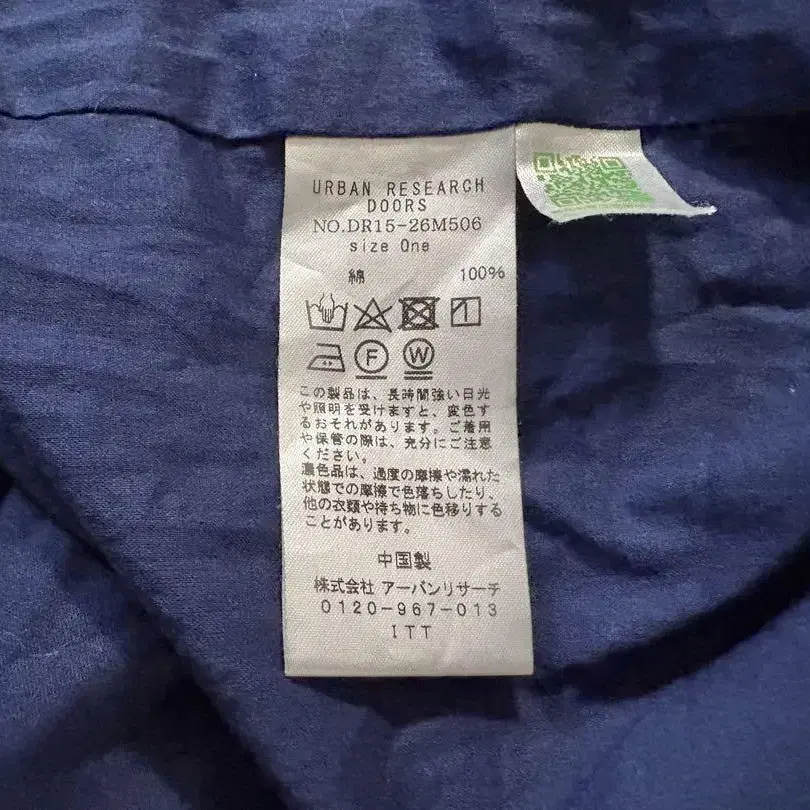 URBAN RESEARCH
DOORS
NO.DR15-26M506
size One
綿 100%
F W
この製品は、長時間強い日光
や照明を受けますと、変色す
るおそれがあります。ご着用
や保管の際は、充分にご注意
ください。
濃色品は、過度の摩擦や濡れた
状態での摩擦で色落ちしたり、
他の衣類や持ち物に色移りする
ことがあります。
中国製
株式会社 アーバンリサーチ
0120-967-013
ITT